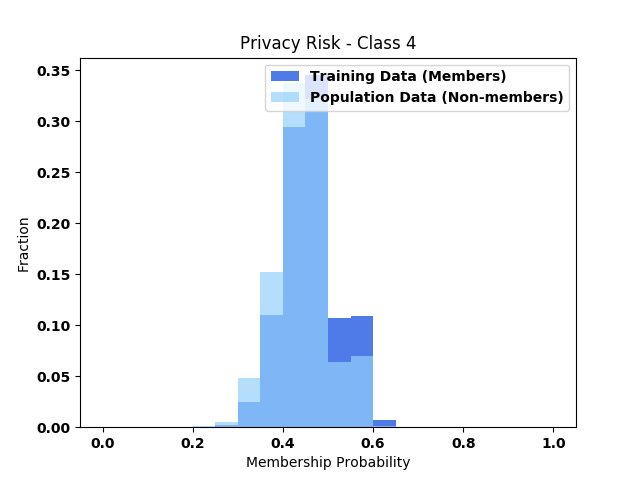 Privacy Risk - Class 4
Training Data (Members)
Population Data (Non-members)
0.35
0.30
0.25
0.20
0.15
0.10
0.05
0.00
Fraction
0.0 0.2 0.4 0.6 0.8 1.0
Membership Probability